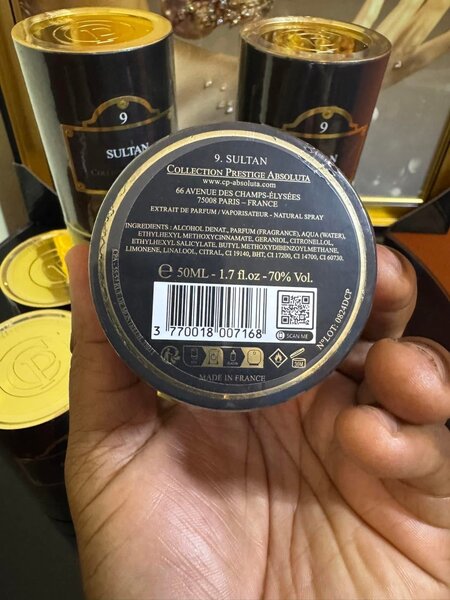 9
SULTAN
9
SULTAN
9. SULTAN
COLLECTION PRESTIGE ABSOLUTA
www.cp-absoluta.com
66 AVENUE DES CHAMPS-ÉLYSÉES
75008 PARIS – FRANCE
EXTRAIT DE PARFUM / VAPORISATEUR - NATURAL SPRAY
INGREDIENTS : ALCOHOL DENAT., PARFUM (FRAGRANCE), AQUA (WATER),
ETHYLHEXYL METHOXYCINNAMATE, GERANIOL, CITRONELLOL,
ETHYLHEXYL SALICYLATE, BUTYL METHOXYDIBENZOYLMETHANE,
LIMONENE, LINALOOL, CITRAL, CI 19140, BHT, CI 17200, CI 14700, CI 60730.
℮ 50ML - 1.7 fl.oz - 70% Vol.
3 770018 007168
SCAN ME
N°LOT: 0824DCP
MADE IN FRANCE